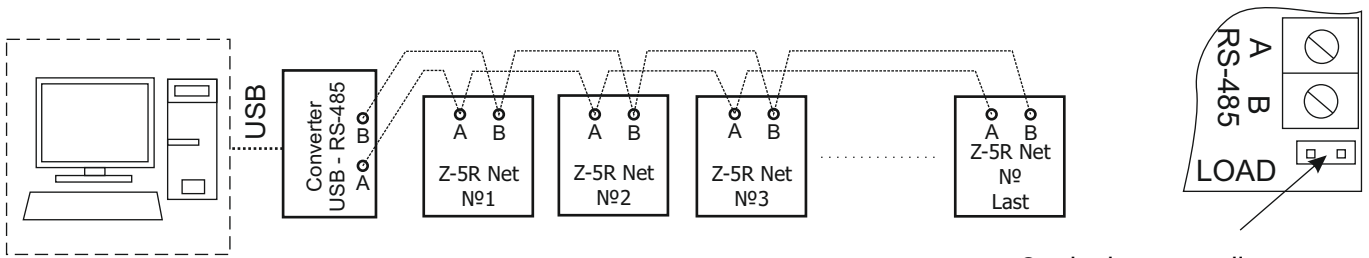 USB
Converter
USB - RS-485
B
A
A B
Z-5R Net
Nº1
A B
Z-5R Net
Nº2
A B
Z-5R Net
Nº3
A B
Z-5R Net
Nº
Last
A B
RS-485
LOAD